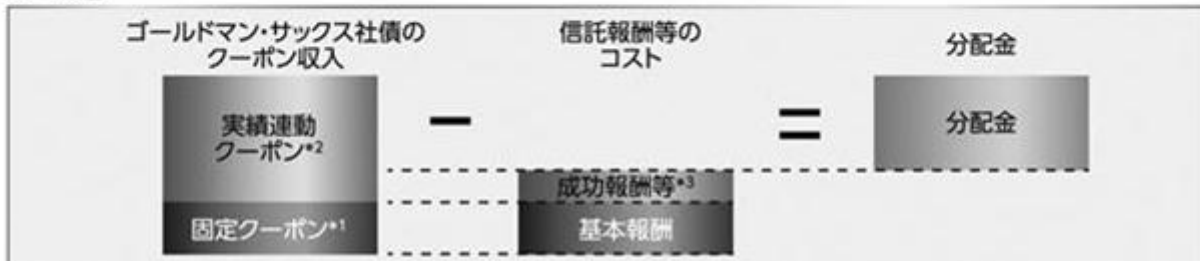 ゴールドマン・サックス社債の
クーポン収入
信託報酬等の
コスト
分配金
実績連動
クーポン*2
固定クーポン*1
−
成功報酬等*3
基本報酬
=
分配金